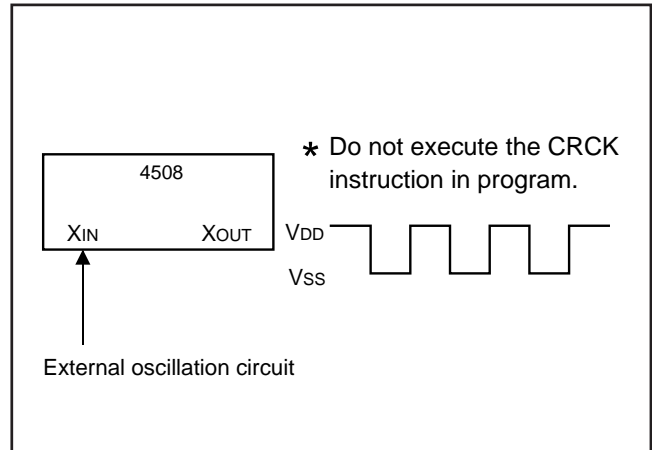 4508
XIN XOUT
* Do not execute the CRCK
instruction in program.
VDD
VSS
External oscillation circuit